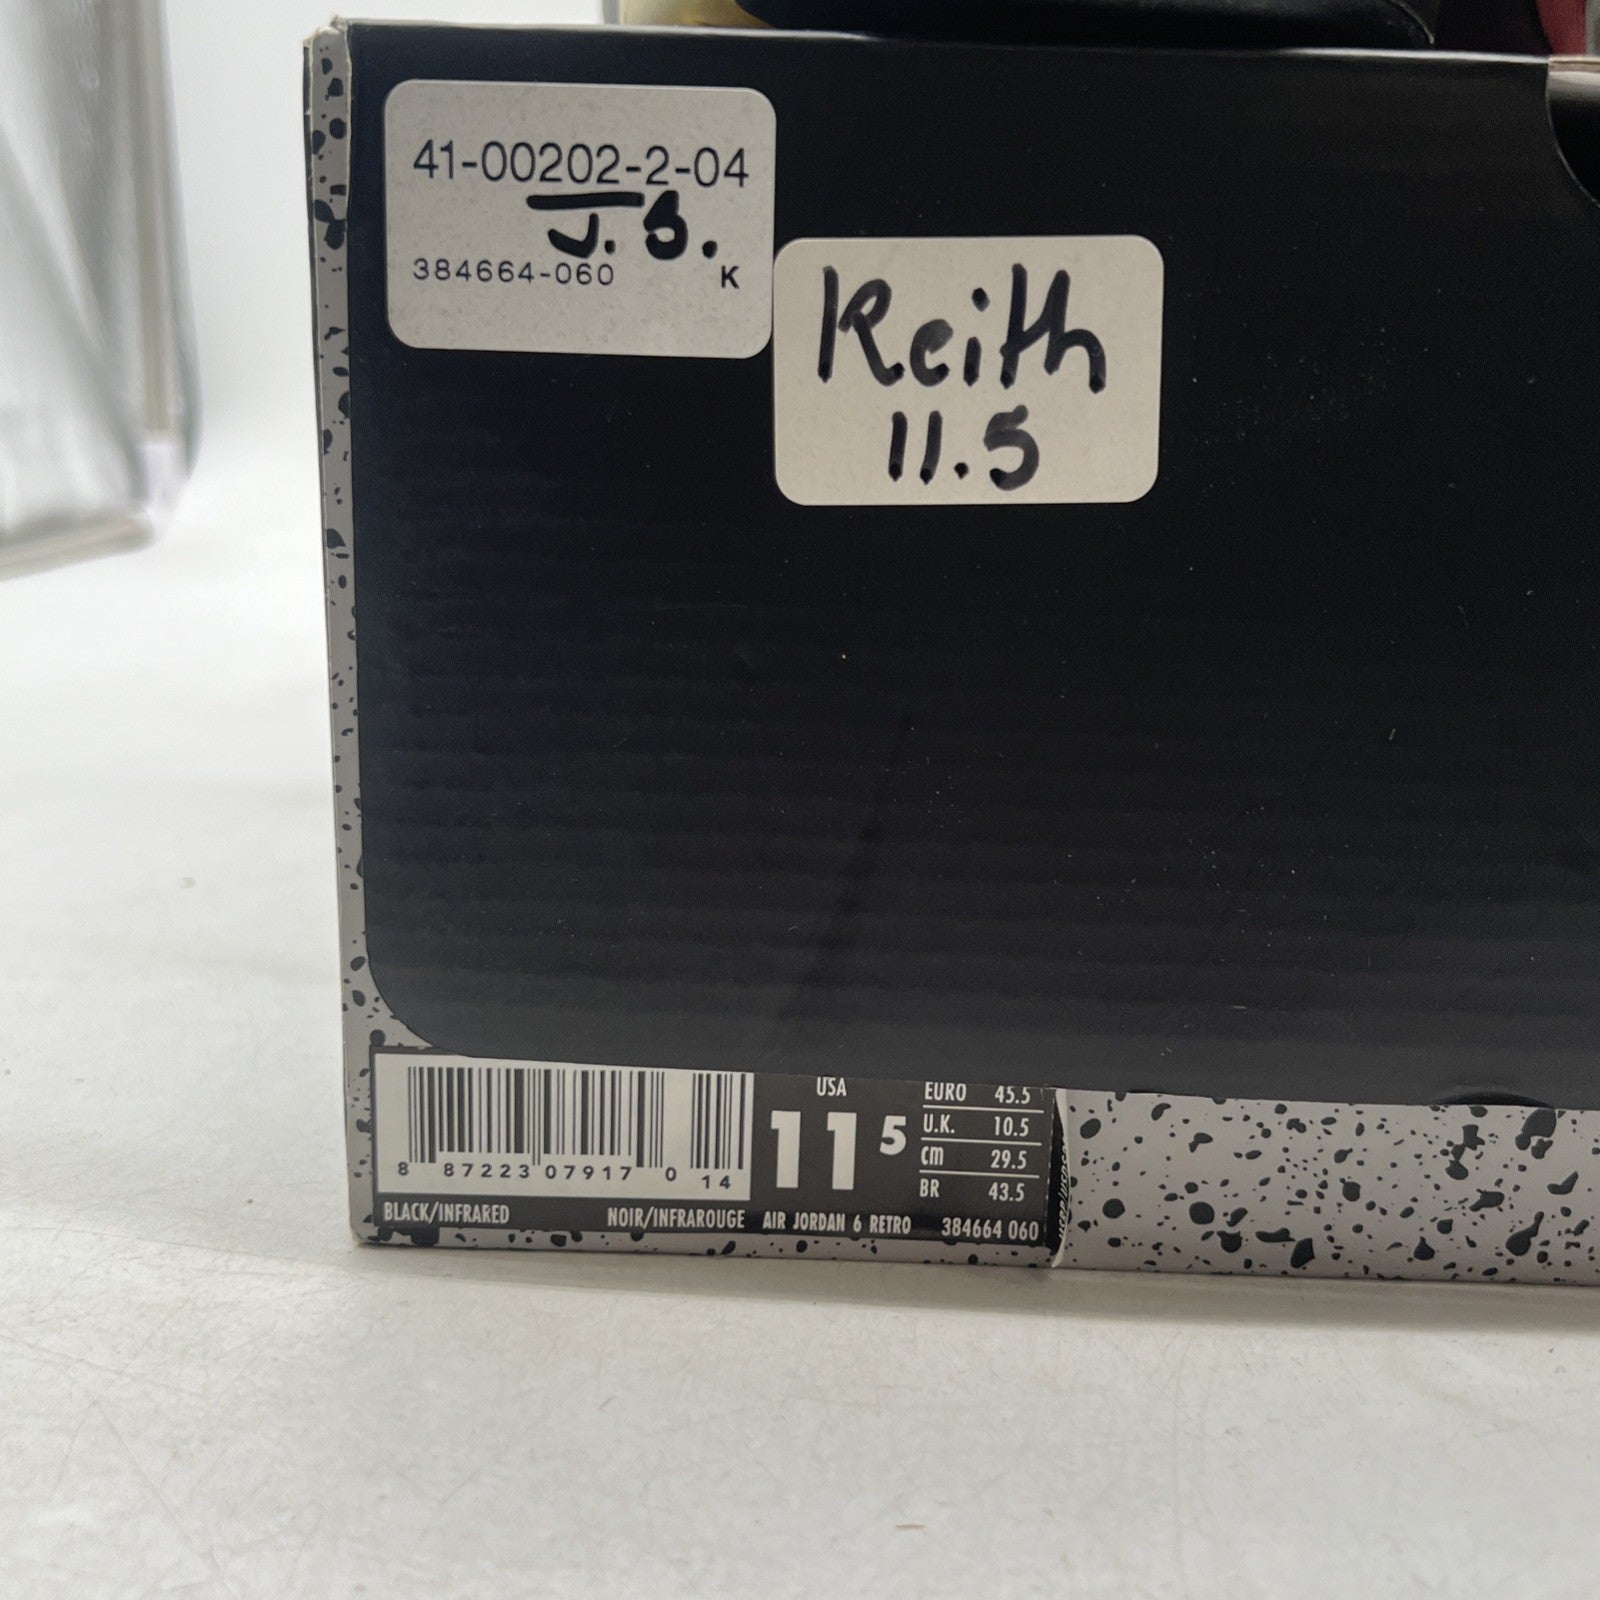 41-00202-2-04
J.S.
384664-060 K
Keith
11.5
USA
11 5
EURO 45.5
U.K. 10.5
cm 29.5
BR 43.5
8 87223 07917 0 14
BLACK/INFRARED NOIR/INFRAROUGE AIR JORDAN 6 RETRO 384664 060